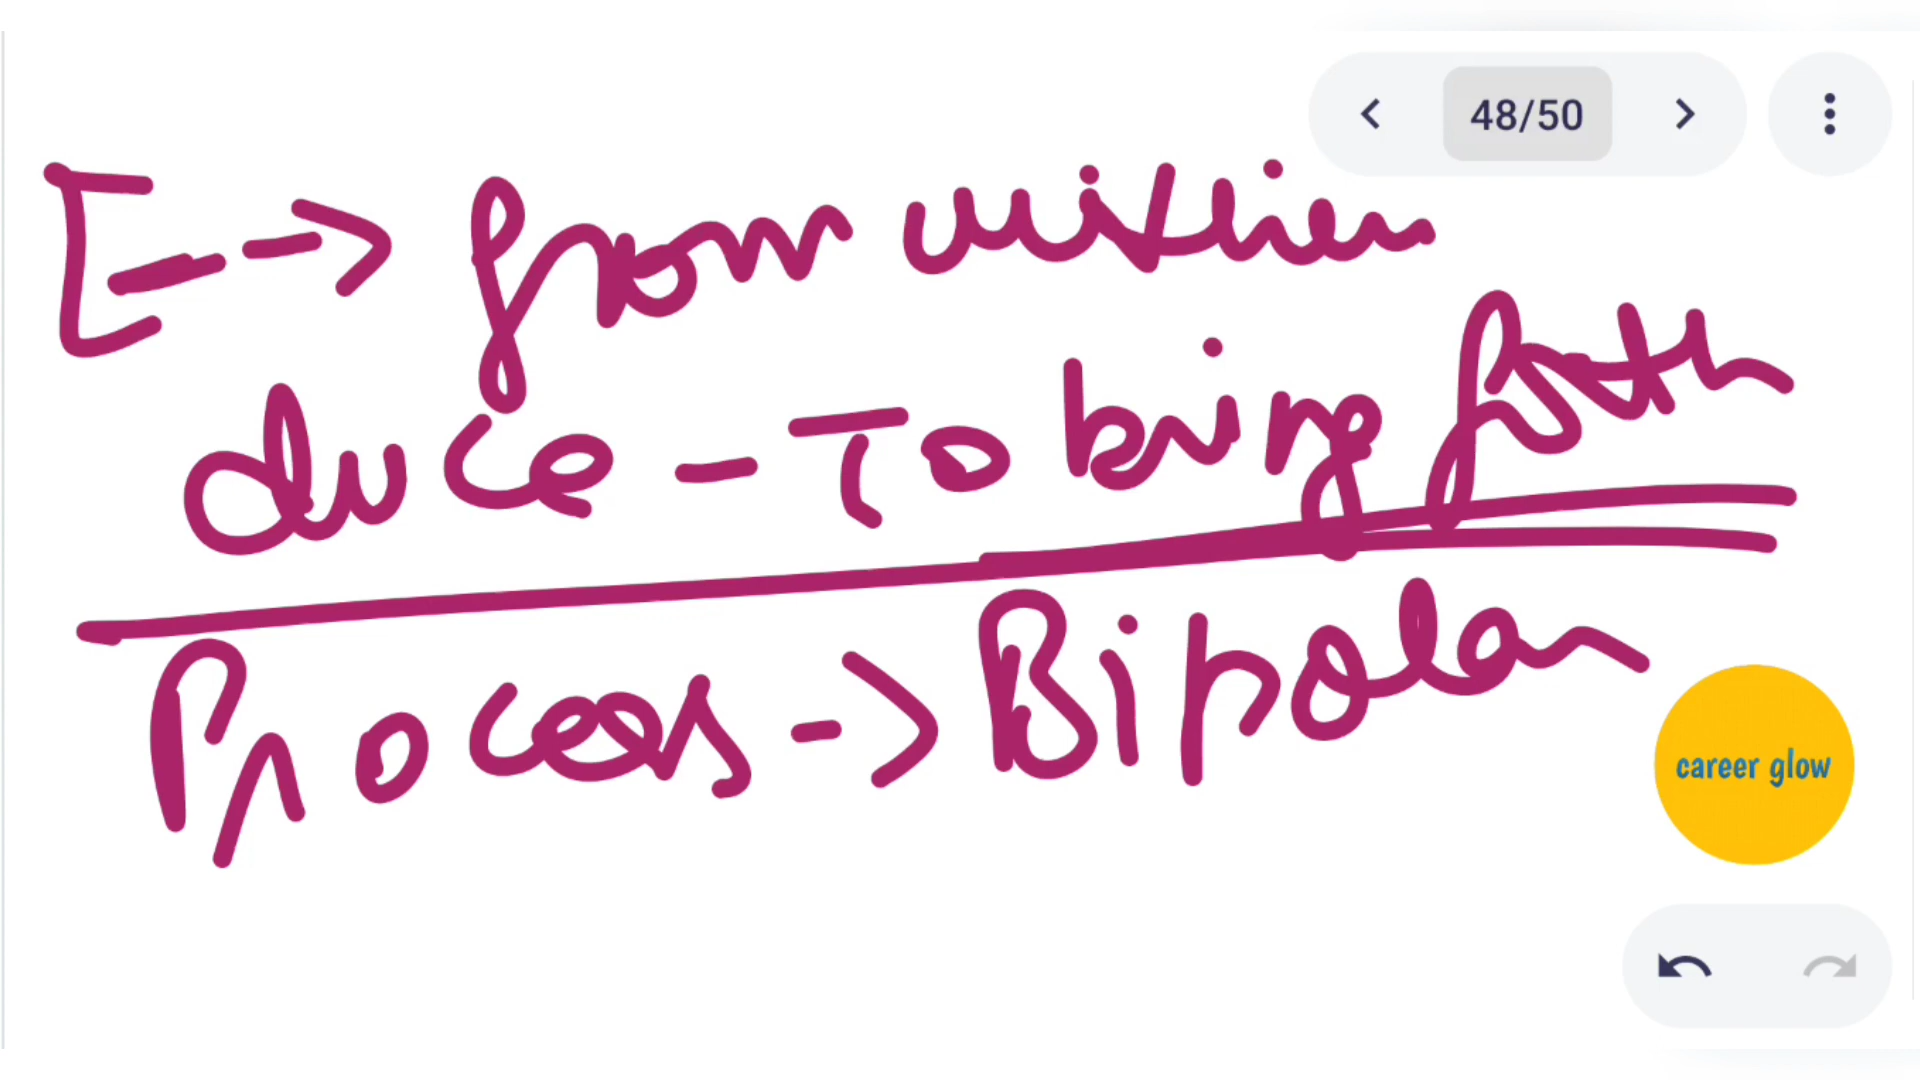 48/50
E --> from within
duce - To bring forth
Process -> Bipolar
career glow